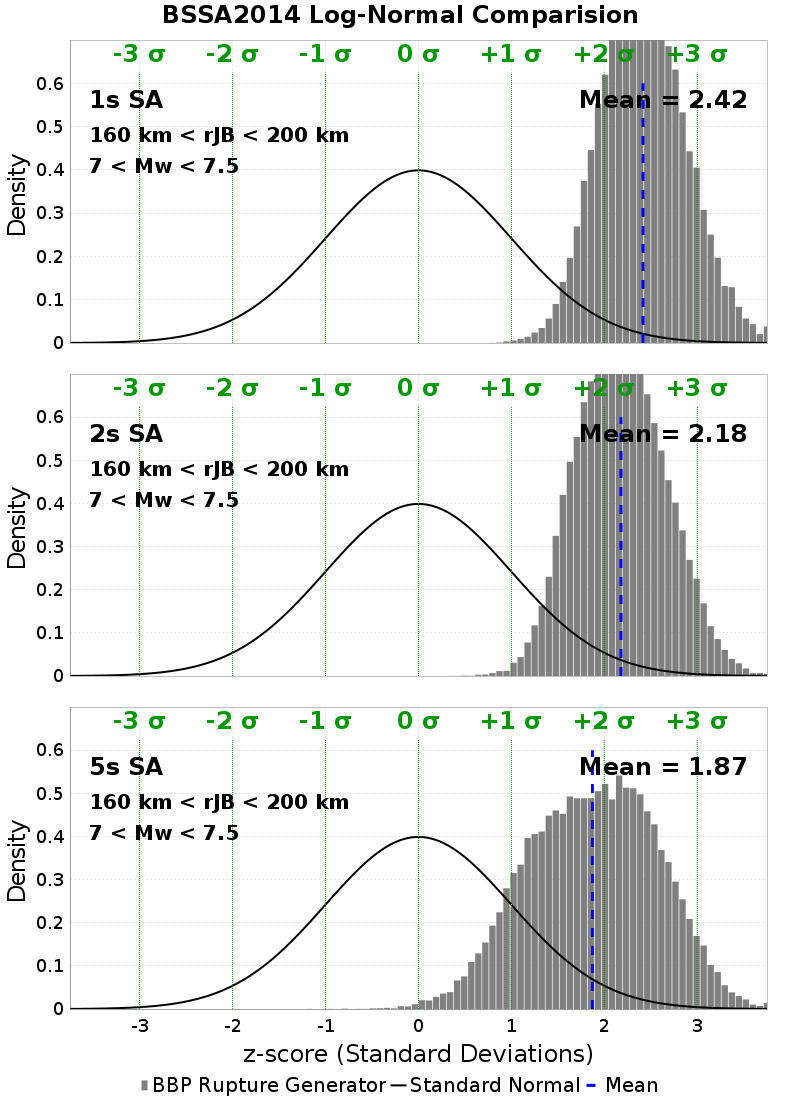 BSSA2014 Log-Normal Comparision
-3 σ -2 σ -1 σ 0 σ +1 σ +2 σ +3 σ
1s SA
Mean = 2.42
160 km < rJB < 200 km
7 < Mw < 7.5
Density
0.6
0.5
0.4
0.3
0.2
0.1
0
-3 σ -2 σ -1 σ 0 σ +1 σ +2 σ +3 σ
2s SA
Mean = 2.18
160 km < rJB < 200 km
7 < Mw < 7.5
Density
0.6
0.5
0.4
0.3
0.2
0.1
0
-3 σ -2 σ -1 σ 0 σ +1 σ +2 σ +3 σ
5s SA
Mean = 1.87
160 km < rJB < 200 km
7 < Mw < 7.5
Density
0.6
0.5
0.4
0.3
0.2
0.1
0
-3 -2 -1 0 1 2 3
z-score (Standard Deviations)
BBP Rupture Generator Standard Normal Mean